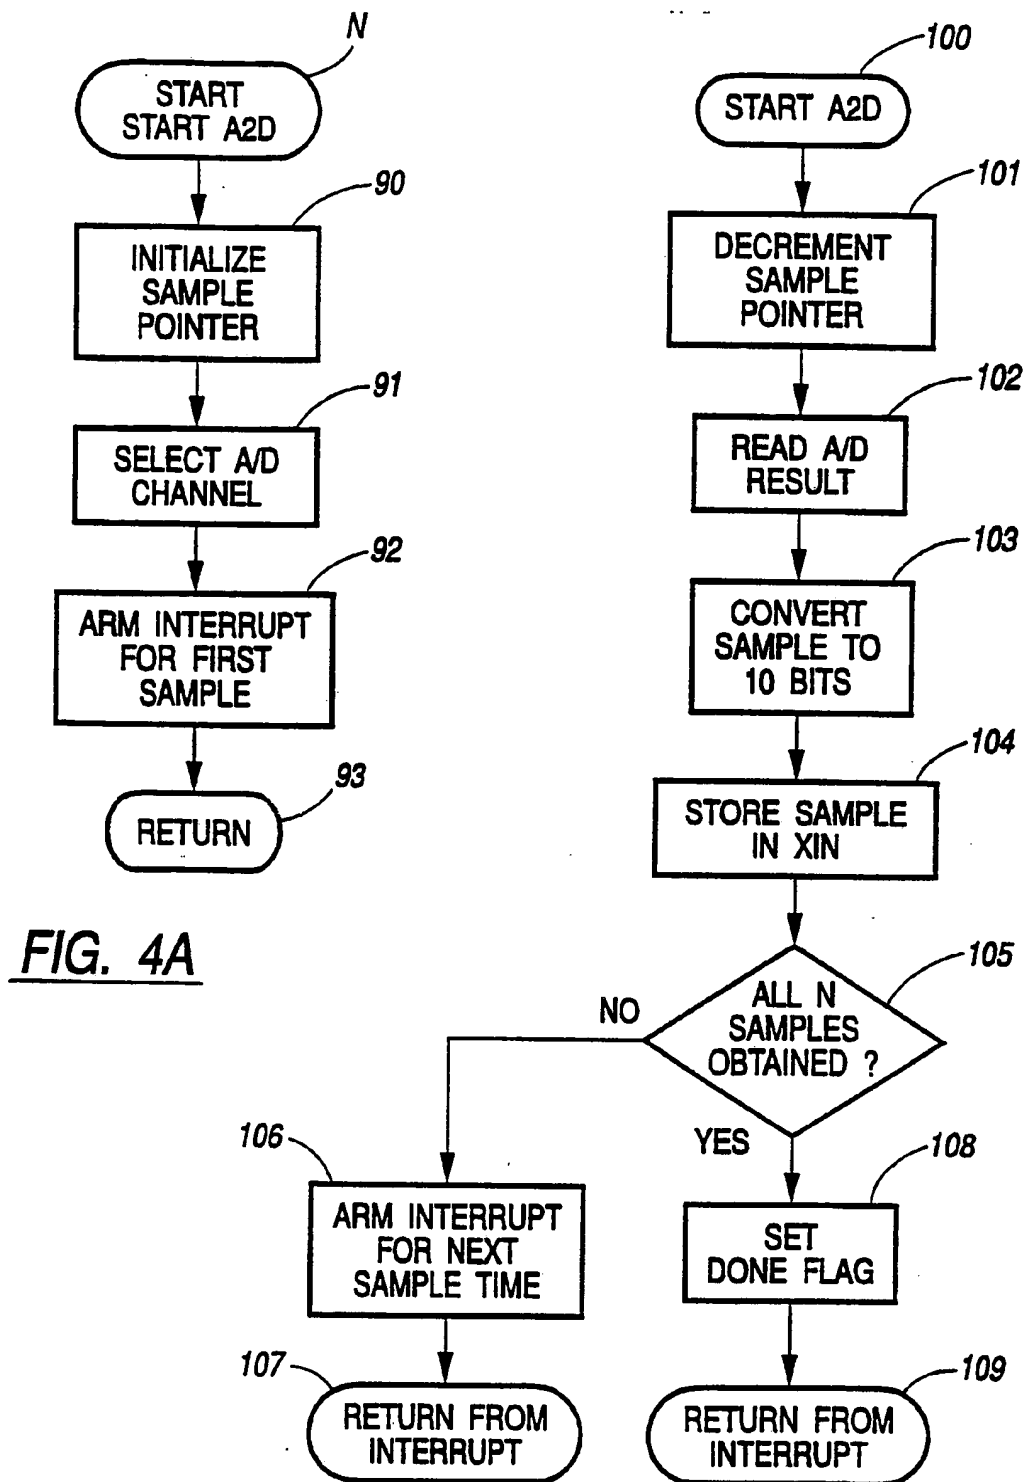 N
START
START A2D
90
INITIALIZE
SAMPLE
POINTER
91
SELECT A/D
CHANNEL
92
ARM INTERRUPT
FOR FIRST
SAMPLE
93
RETURN
FIG. 4A
100
START A2D
101
DECREMENT
SAMPLE
POINTER
102
READ A/D
RESULT
103
CONVERT
SAMPLE TO
10 BITS
104
STORE SAMPLE
IN XIN
105
ALL N
SAMPLES
OBTAINED ?
NO
YES
106
ARM INTERRUPT
FOR NEXT
SAMPLE TIME
107
RETURN FROM
INTERRUPT
108
SET
DONE FLAG
109
RETURN FROM
INTERRUPT